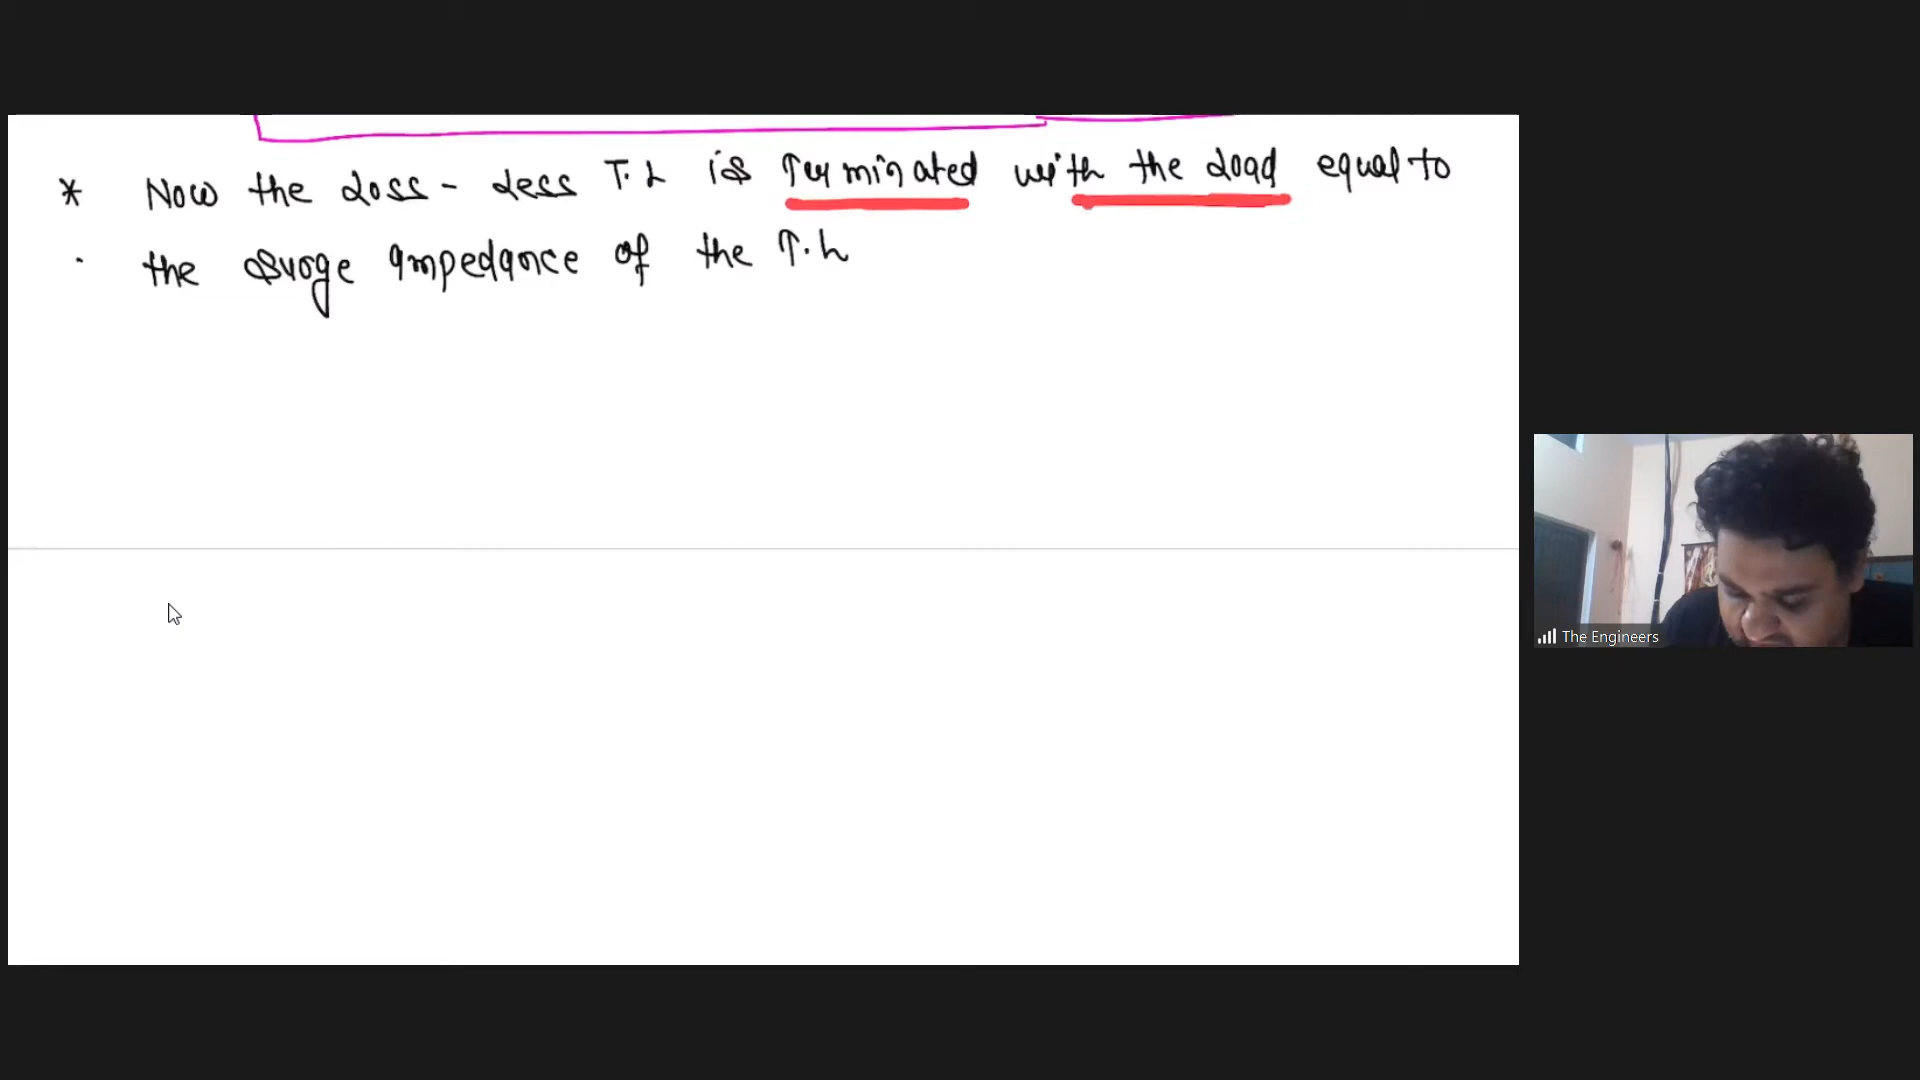 * Now the Loss - Less T.L is Terminated with the Load equal to
the Surge impedance of the T.L
The Engineers